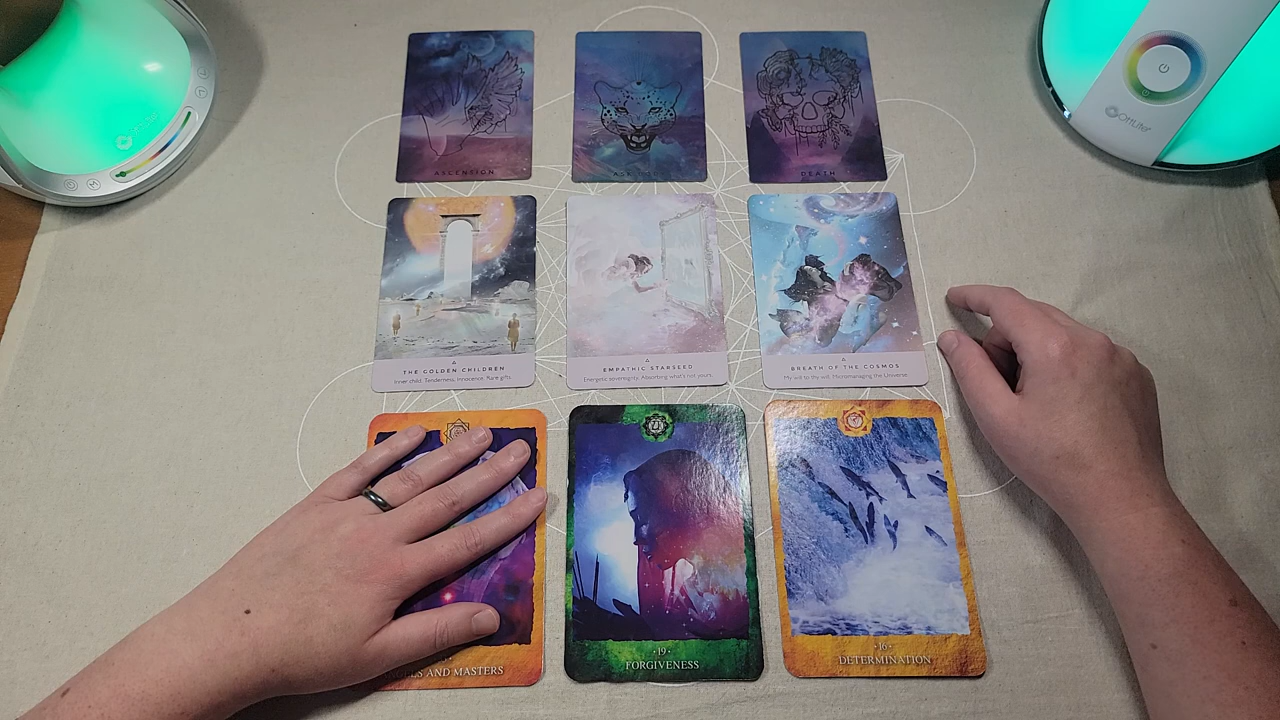 ASCENSION
DEATH
OttLite
THE GOLDEN CHILDREN
Inner child. Tenderness. Innocence. Rare gifts.
EMPATHIC STARSEED
Energetic sovereignty. Absorbing what's not yours.
BREATH OF THE COSMOS
My will to thy will. Micromanaging the Universe
AND MASTERS
·19·
FORGIVENESS
·16·
DETERMINATION